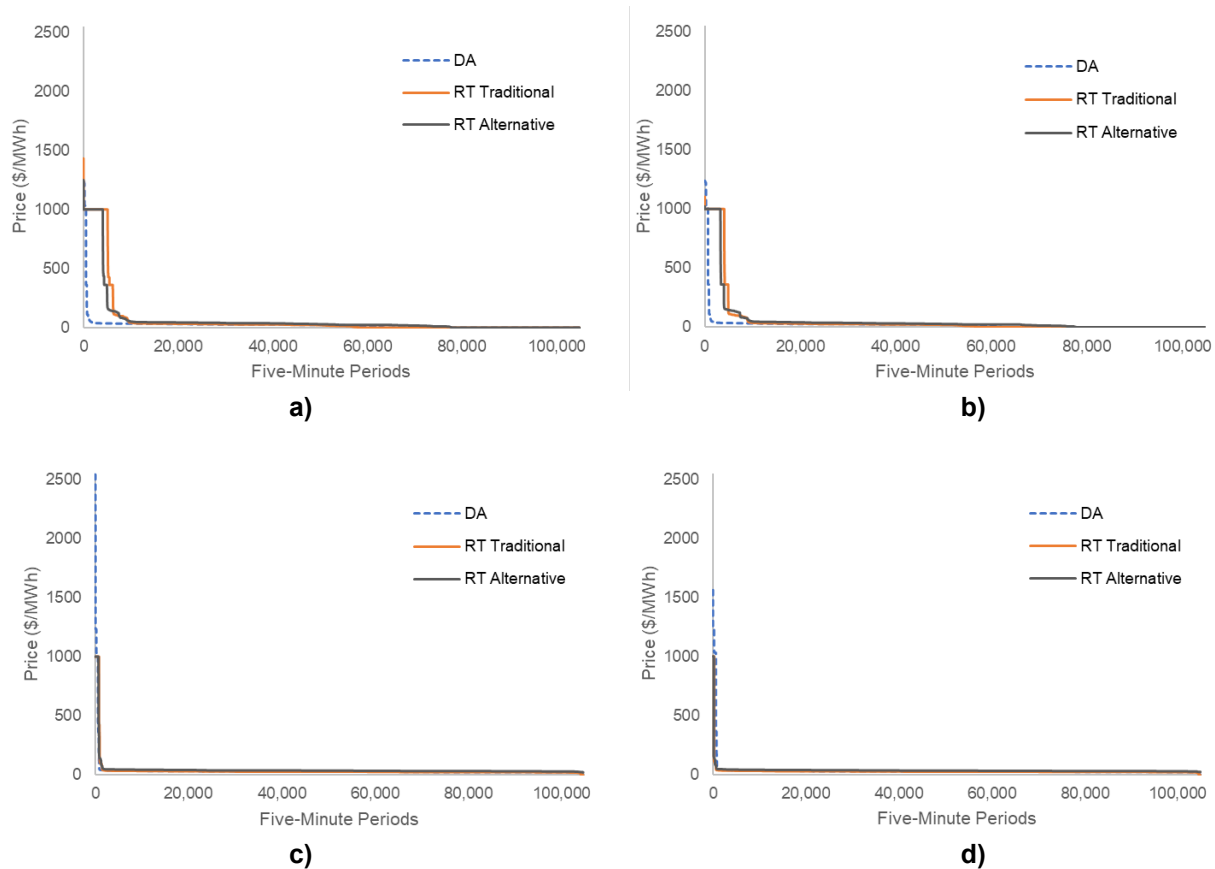 2500
2000
1500
1000
500
0
Price ($/MWh)
DA
RT Traditional
RT Alternative
0 20,000 40,000 60,000 80,000 100,000
Five-Minute Periods
a)
2500
2000
1500
1000
500
0
Price ($/MWh)
DA
RT Traditional
RT Alternative
0 20,000 40,000 60,000 80,000 100,000
Five-Minute Periods
b)
2500
2000
1500
1000
500
0
Price ($/MWh)
DA
RT Traditional
RT Alternative
0 20,000 40,000 60,000 80,000 100,000
Five-Minute Periods
c)
2500
2000
1500
1000
500
0
Price ($/MWh)
DA
RT Traditional
RT Alternative
0 20,000 40,000 60,000 80,000 100,000
Five-Minute Periods
d)